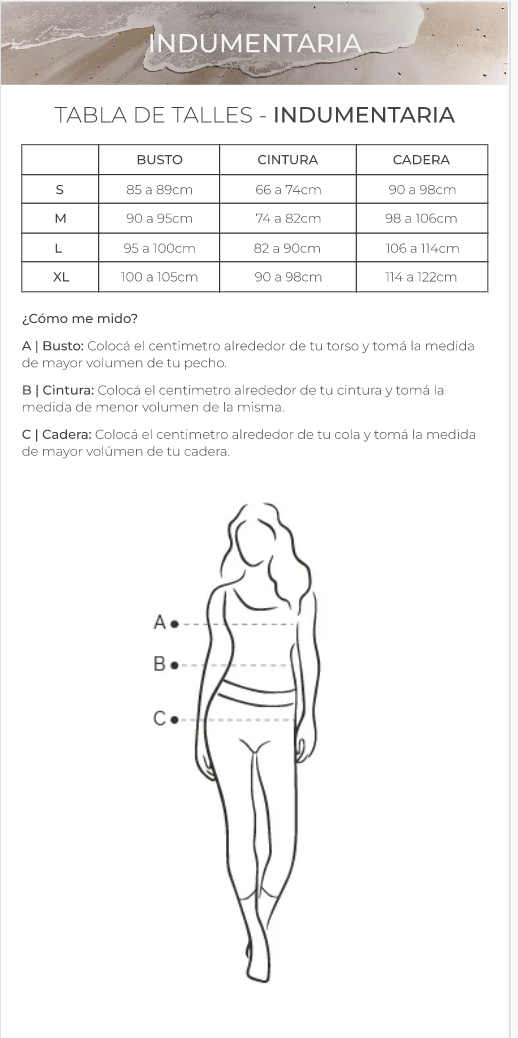 INDUMENTARIA
TABLA DE TALLES - INDUMENTARIA
BUSTO CINTURA CADERA
S 85 a 89cm 66 a 74cm 90 a 98cm
M 90 a 95cm 74 a 82cm 98 a 106cm
L 95 a 100cm 82 a 90cm 106 a 114cm
XL 100 a 105cm 90 a 98cm 114 a 122cm
¿Cómo me mido?
A | Busto: Colocá el centimetro alrededor de tu torso y tomá la medida
de mayor volumen de tu pecho.
B | Cintura: Colocá el centimetro alrededor de tu cintura y tomá la
medida de menor volumen de la misma.
C | Cadera: Colocá el centimetro alrededor de tu cola y tomá la medida
de mayor volúmen de tu cadera.
A
B
C